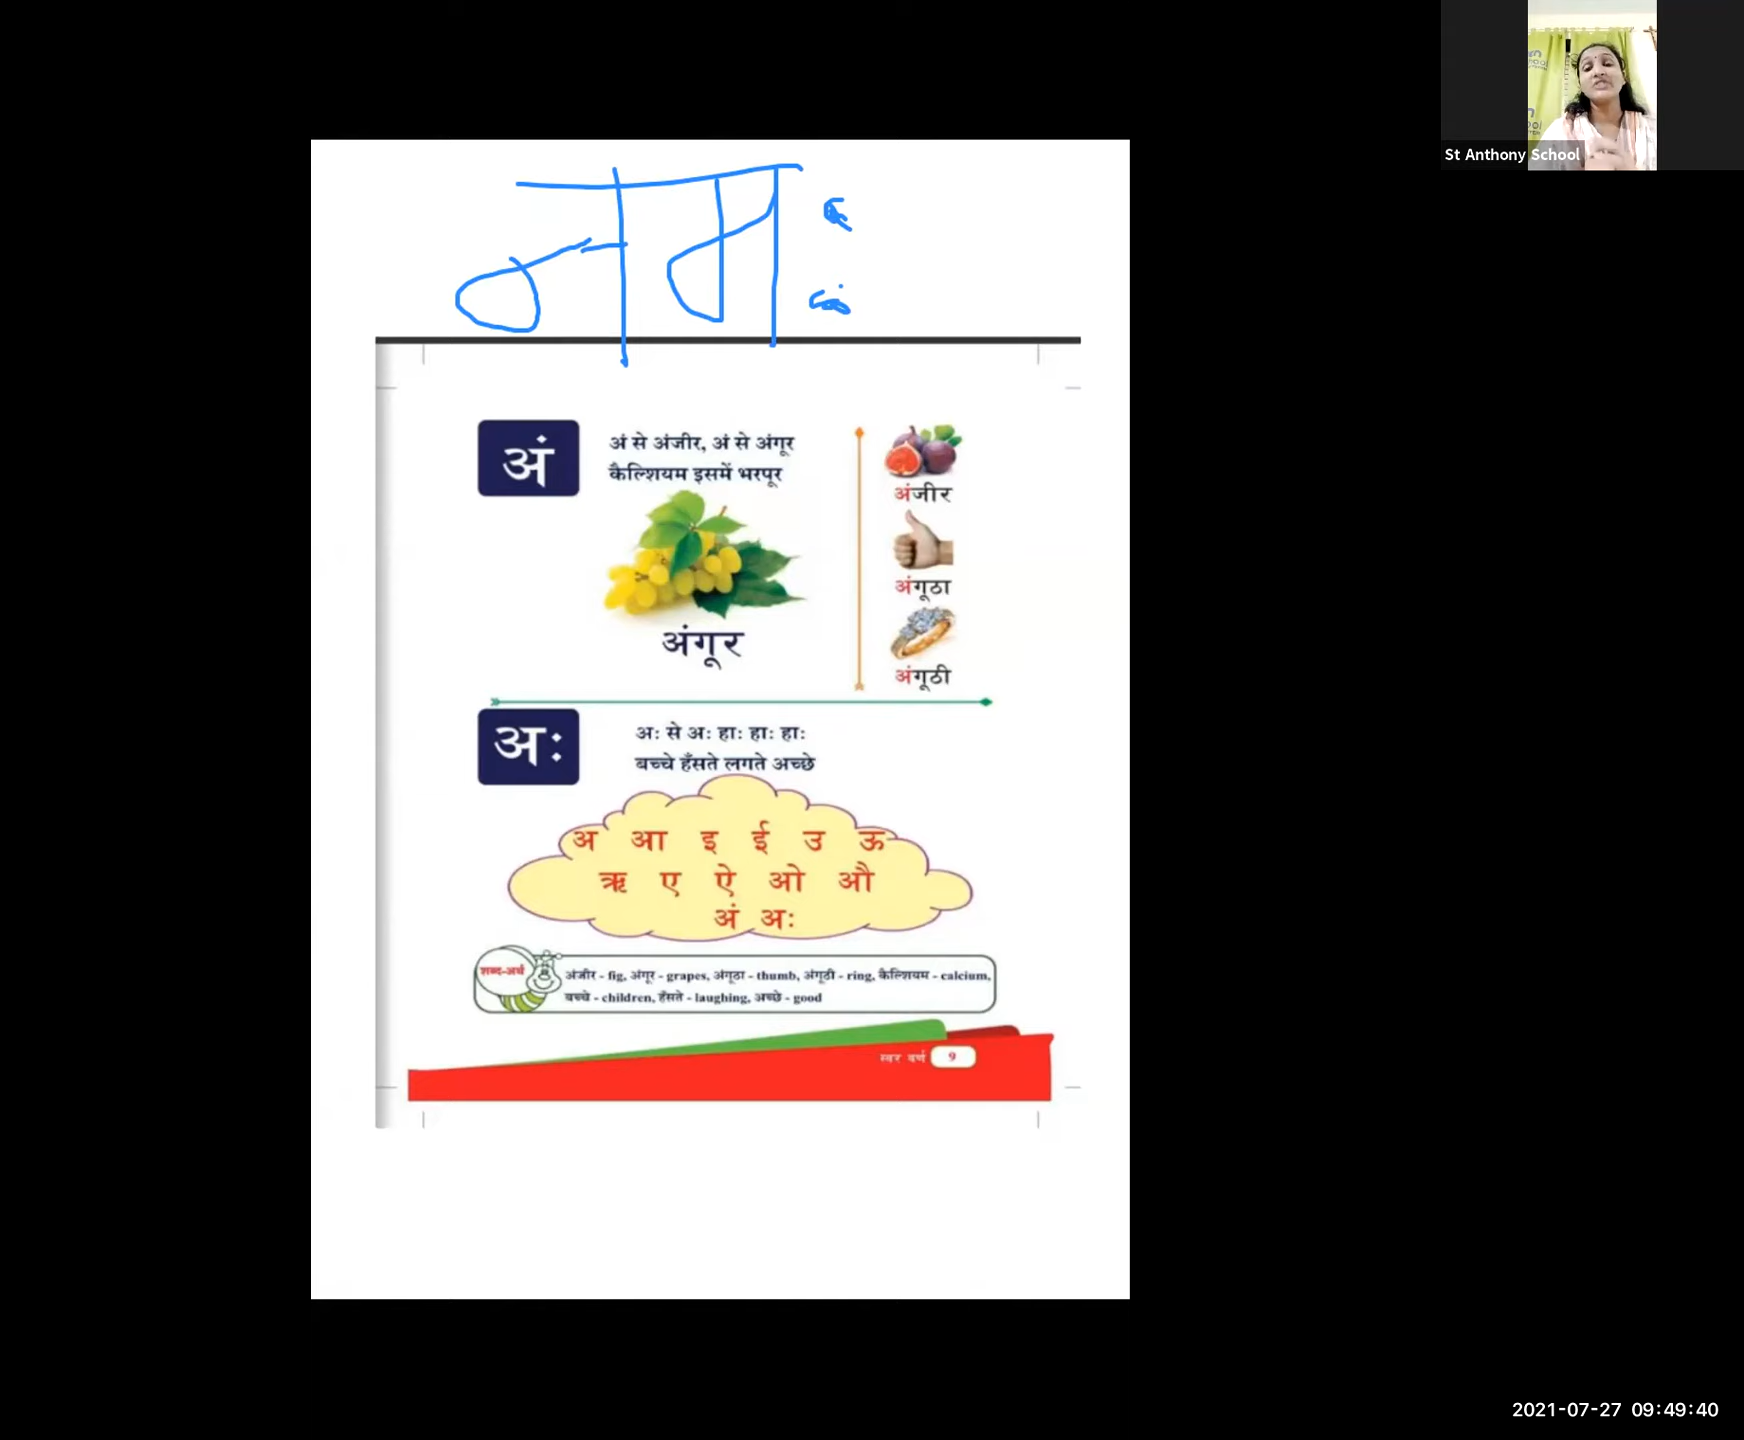 St Anthony School
नमः
अं
अं से अंजीर, अं से अंगूर
कैल्शियम इसमें भरपूर
अंगूर
अंजीर
अंगूठा
अंगूठी
अः
अः से अः हाः हाः हाः
बच्चे हँसते लगते अच्छे
अ आ इ ई उ ऊ
ऋ ए ऐ ओ औ
अं अः
शब्द-अर्थ
अंजीर - fig, अंगूर - grapes, अंगूठा - thumb, अंगूठी - ring, कैल्शियम - calcium,
बच्चे - children, हँसते - laughing, अच्छे - good
स्वर वर्ण 9
2021-07-27 09:49:40